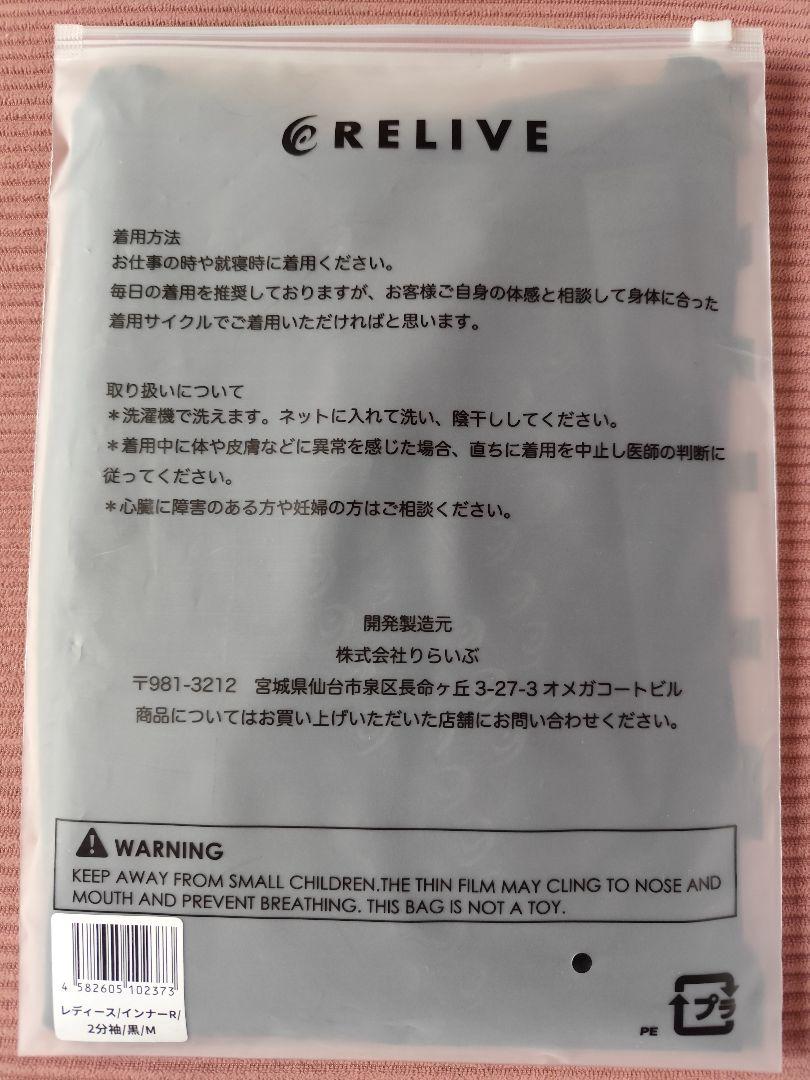 RELIVE
着用方法
お仕事の時や就寝時に着用ください。
毎日の着用を推奨しておりますが、お客様ご自身の体感と相談して身体に合った
着用サイクルでご着用いただければと思います。
取り扱いについて
＊洗濯機で洗えます。ネットに入れて洗い、陰干ししてください。
＊着用中に体や皮膚などに異常を感じた場合、直ちに着用を中止し医師の判断に
従ってください。
＊心臓に障害のある方や妊婦の方はご相談ください。
開発製造元
株式会社りらいぶ
〒981-3212　宮城県仙台市泉区長命ヶ丘3-27-3オメガコートビル
商品についてはお買い上げいただいた店舗にお問い合わせください。
WARNING
KEEP AWAY FROM SMALL CHILDREN.THE THIN FILM MAY CLING TO NOSE AND
MOUTH AND PREVENT BREATHING. THIS BAG IS NOT A TOY.
4 582605 102373
レディース/インナーR/
2分袖/黒/M
PE
プラ